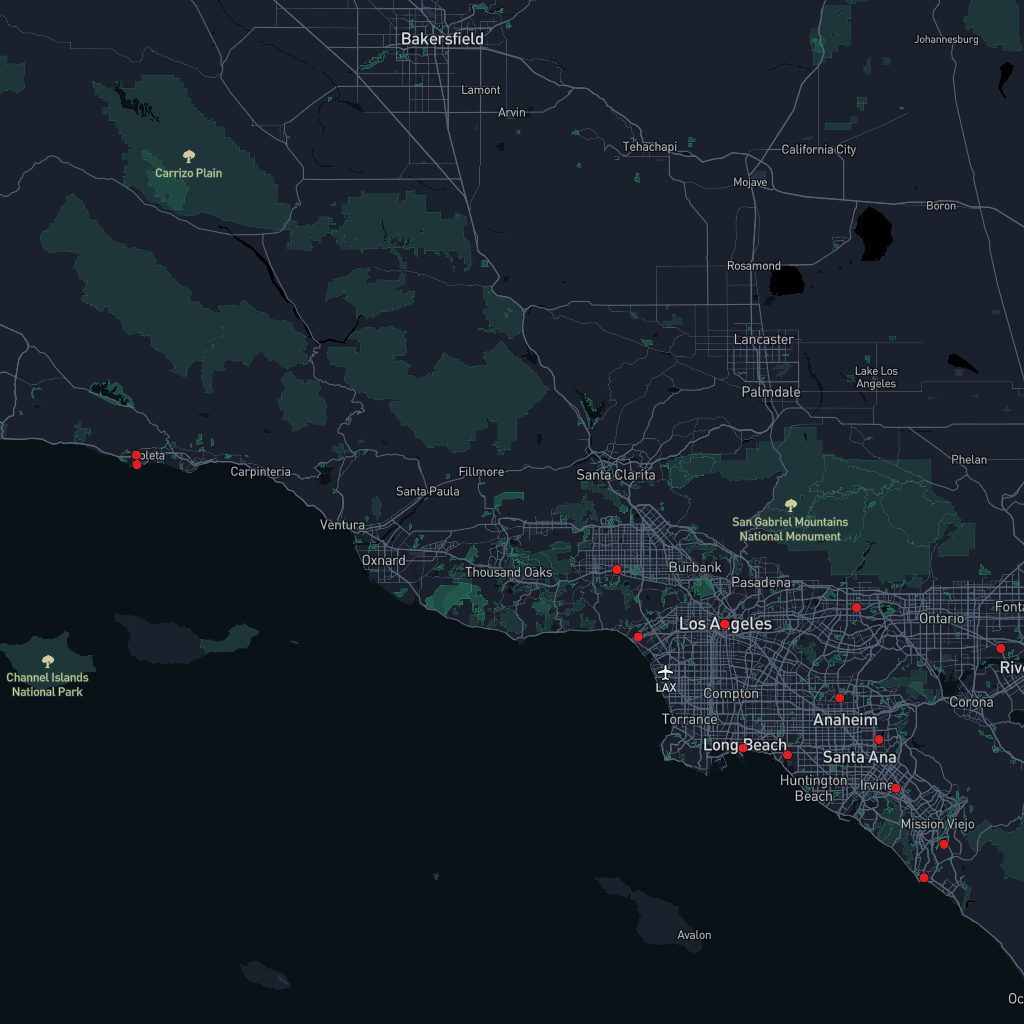 Bakersfield
Johannesburg
Lamont
Arvin
Tehachapi
California City
Carrizo Plain
Mojave
Boron
Rosamond
Lancaster
Lake Los
Angeles
Palmdale
oleta
Carpinteria
Fillmore
Santa Clarita
Phelan
Santa Paula
Ventura
San Gabriel Mountains
National Monument
Oxnard
Thousand Oaks
Burbank
Pasadena
Fonta
Ontario
Los Angeles
Channel Islands
National Park
LAX
Compton
Rive
Corona
Torrance
Anaheim
Long Beach
Santa Ana
Huntington
Beach
Irvine
Mission Viejo
Avalon
Oc